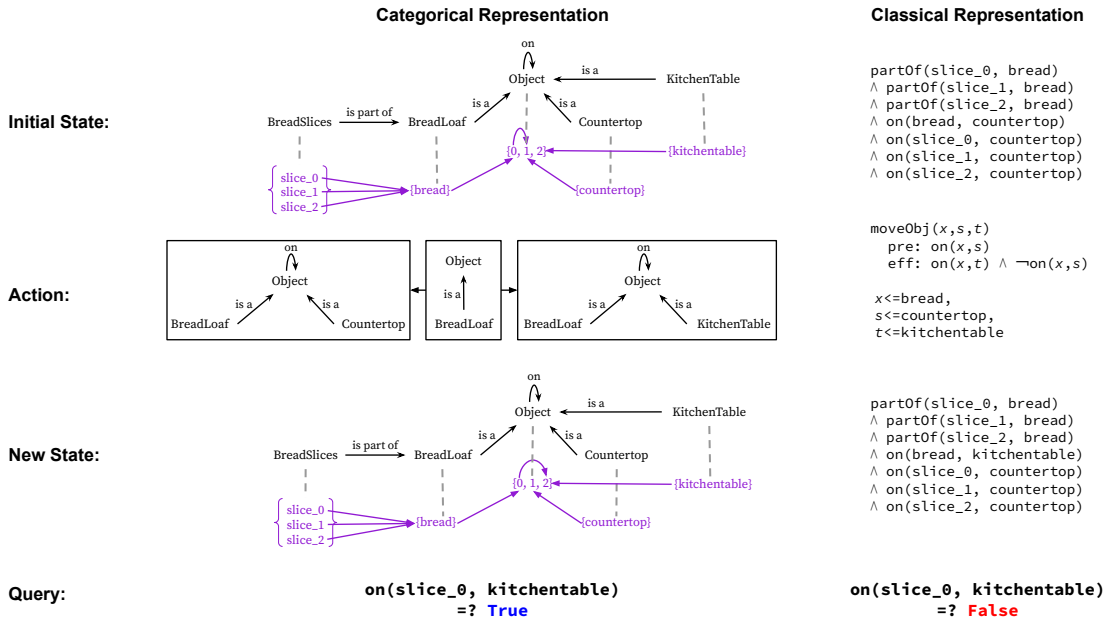 Categorical Representation
Classical Representation
Initial State:
on
Object
is a
KitchenTable
BreadSlices
is part of
BreadLoaf
is a
is a
Countertop
{0, 1, 2}
{kitchentable}
slice_0
slice_1
slice_2
{bread}
{countertop}
partOf(slice_0, bread)
∧ partOf(slice_1, bread)
∧ partOf(slice_2, bread)
∧ on(bread, countertop)
∧ on(slice_0, countertop)
∧ on(slice_1, countertop)
∧ on(slice_2, countertop)
Action:
on
Object
is a
is a
BreadLoaf
Countertop
Object
is a
BreadLoaf
on
Object
is a
is a
BreadLoaf
KitchenTable
moveObj(x,s,t)
pre: on(x,s)
eff: on(x,t) ∧ ¬on(x,s)
x<=bread,
s<=countertop,
t<=kitchentable
New State:
on
Object
is a
KitchenTable
BreadSlices
is part of
BreadLoaf
is a
is a
Countertop
{0, 1, 2}
{kitchentable}
slice_0
slice_1
slice_2
{bread}
{countertop}
partOf(slice_0, bread)
∧ partOf(slice_1, bread)
∧ partOf(slice_2, bread)
∧ on(bread, kitchentable)
∧ on(slice_0, countertop)
∧ on(slice_1, countertop)
∧ on(slice_2, countertop)
Query:
on(slice_0, kitchentable)
=? True
on(slice_0, kitchentable)
=? False